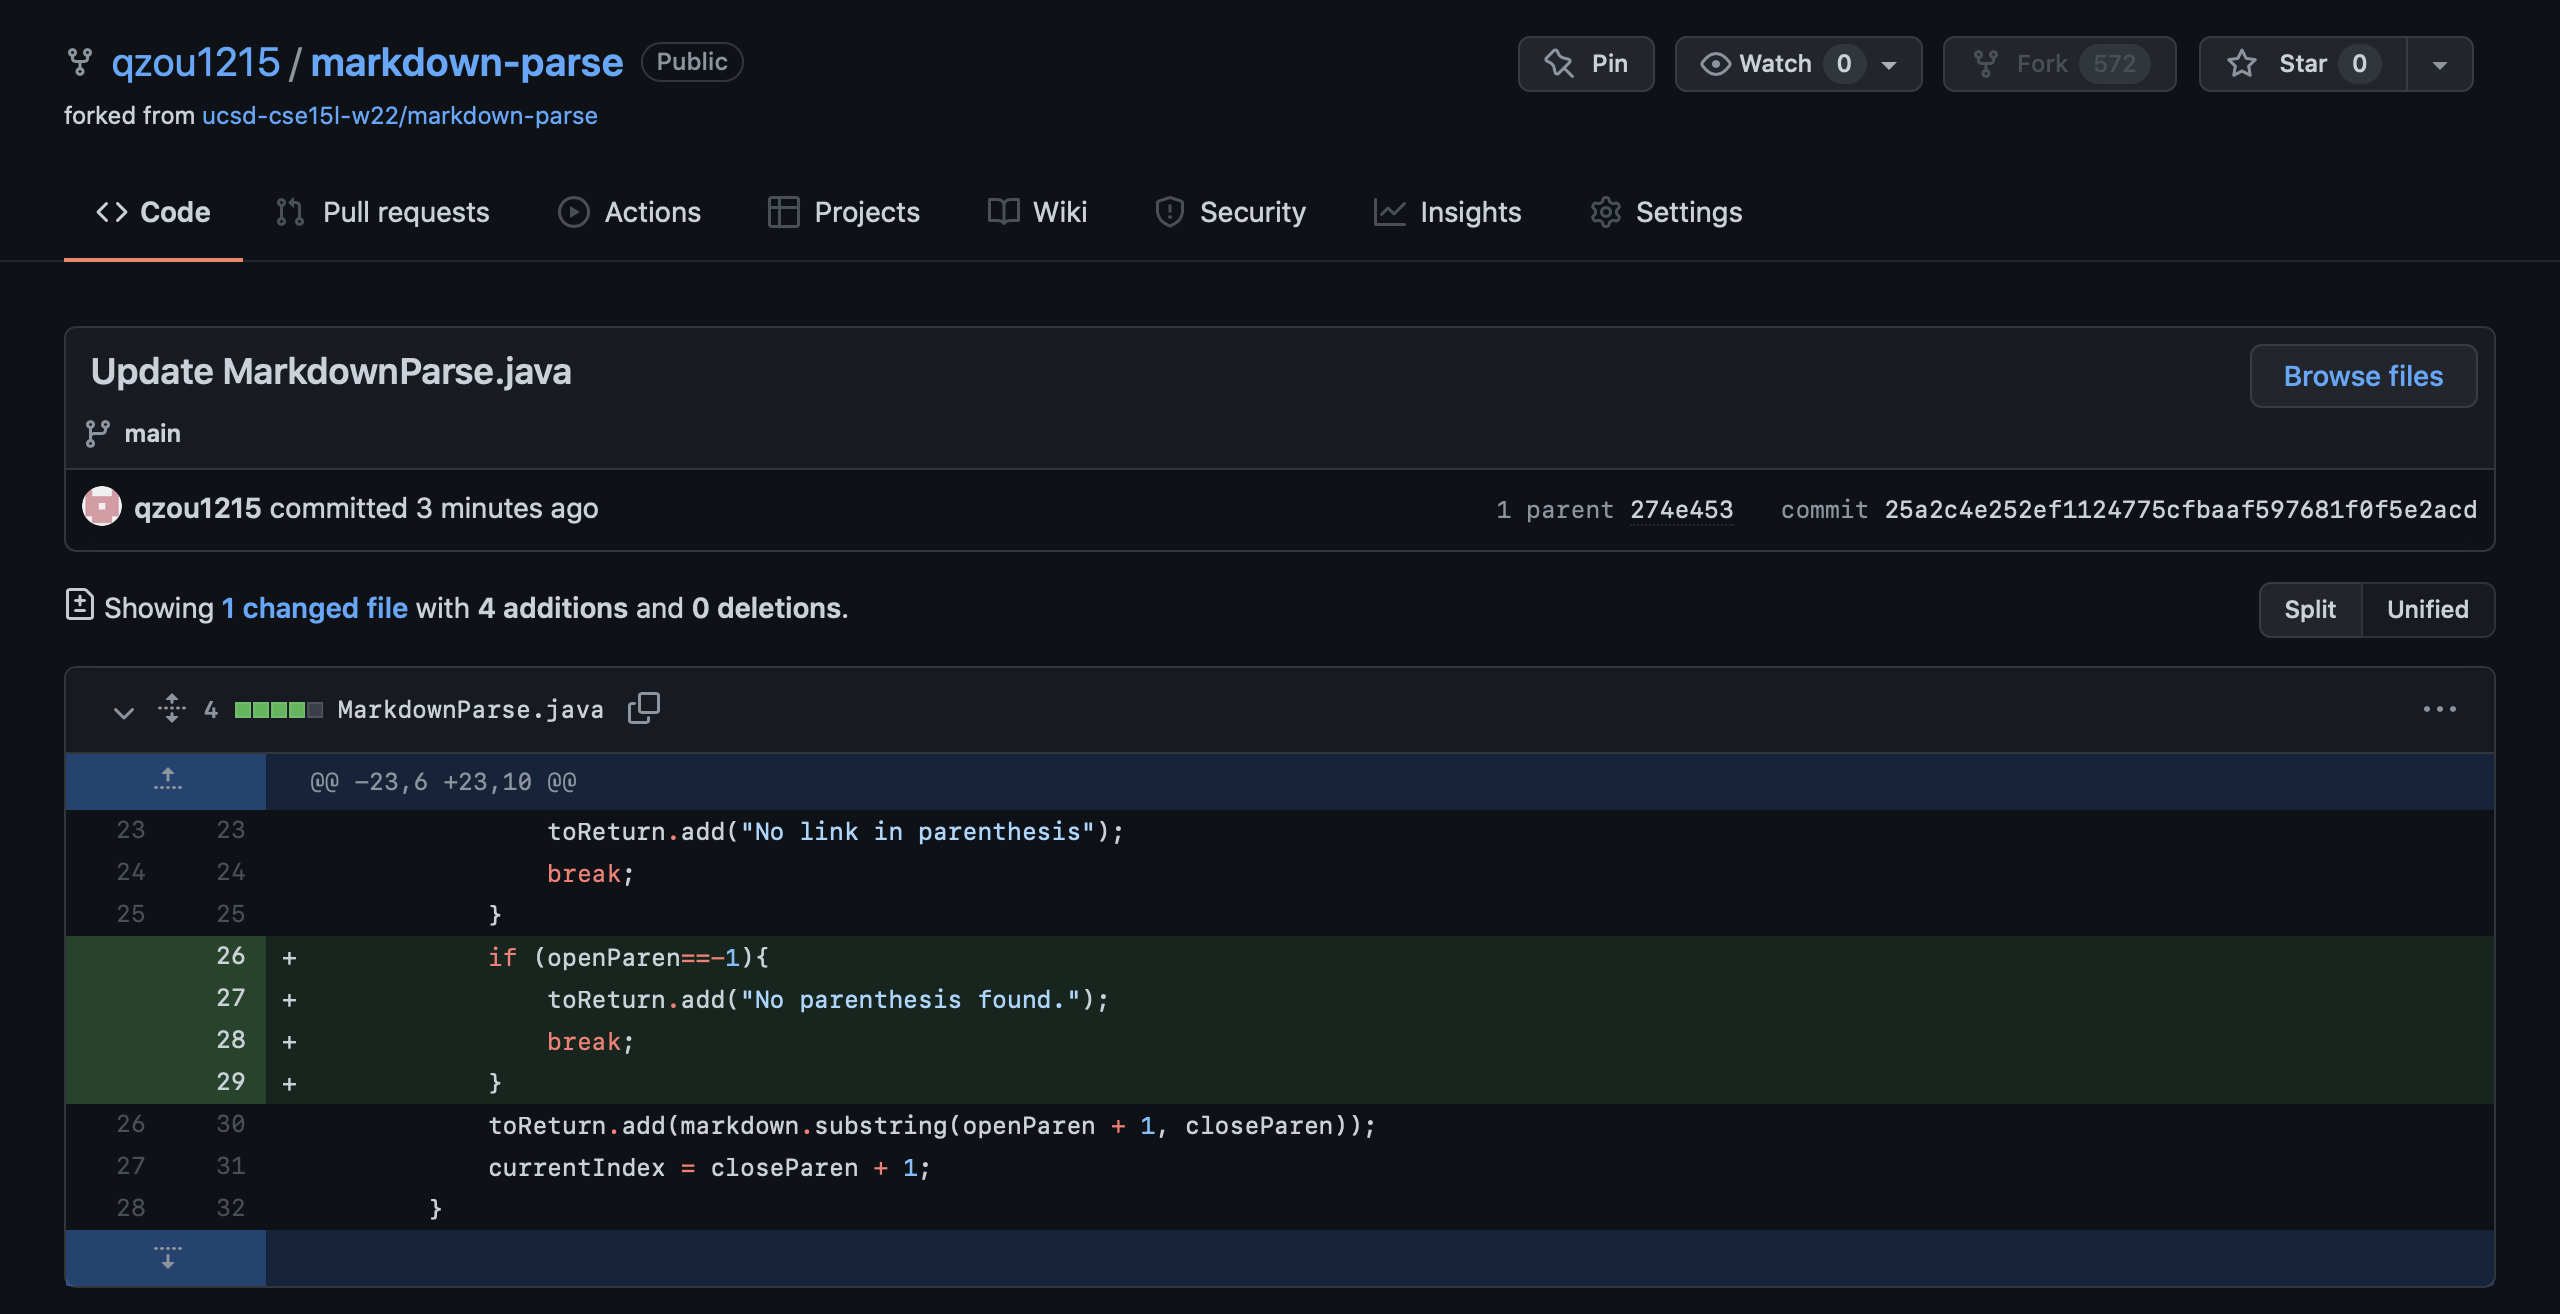 qzou1215 / markdown-parse Public Pin Watch 0 Fork 572 Star 0
forked from ucsd-cse15l-w22/markdown-parse
<> Code Pull requests Actions Projects Wiki Security Insights Settings
Update MarkdownParse.java Browse files
main
qzou1215 committed 3 minutes ago 1 parent 274e453 commit 25a2c4e252ef1124775cfbaaf597681f0f5e2acd
Showing 1 changed file with 4 additions and 0 deletions. Split Unified
4 MarkdownParse.java ...
@@ -23,6 +23,10 @@
23 23 toReturn.add("No link in parenthesis");
24 24 break;
25 25 }
26 + if (openParen==-1){
27 + toReturn.add("No parenthesis found.");
28 + break;
29 + }
26 30 toReturn.add(markdown.substring(openParen + 1, closeParen));
27 31 currentIndex = closeParen + 1;
28 32 }